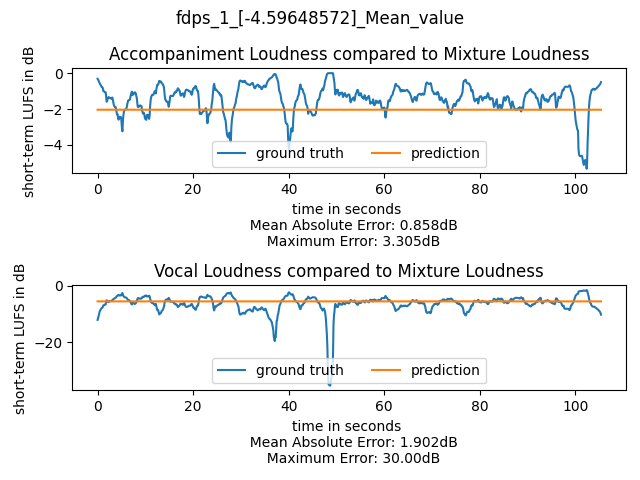 fdps_1_[-4.59648572]_Mean_value
Accompaniment Loudness compared to Mixture Loudness
short-term LUFS in dB
0
−2
−4
ground truth
prediction
0 20 40 60 80 100
time in seconds
Mean Absolute Error: 0.858dB
Maximum Error: 3.305dB
Vocal Loudness compared to Mixture Loudness
short-term LUFS in dB
0
−20
ground truth
prediction
0 20 40 60 80 100
time in seconds
Mean Absolute Error: 1.902dB
Maximum Error: 30.00dB